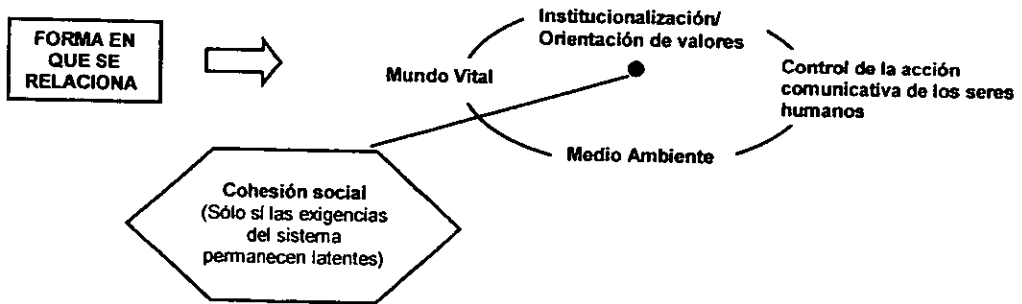 FORMA EN
QUE SE
RELACIONA
Institucionalización/
Orientación de valores
Mundo Vital
Control de la acción
comunicativa de los seres
humanos
Medio Ambiente
Cohesión social
(Sólo sí las exigencias
del sistema
permanecen latentes)